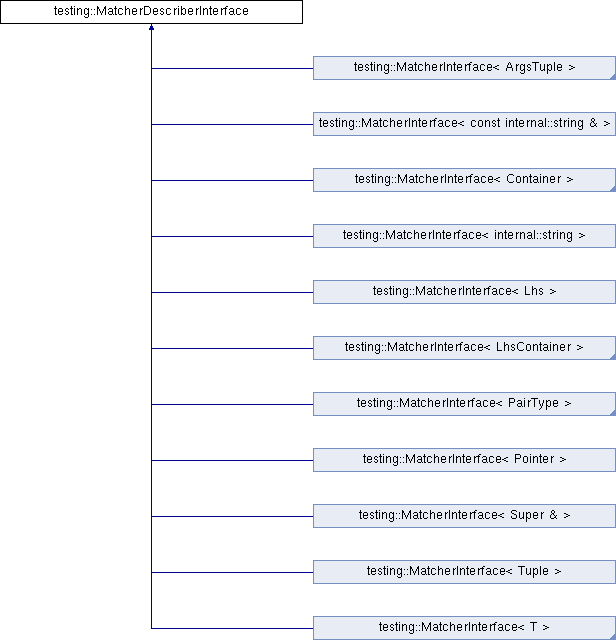 testing::MatcherDescriberInterface
testing::MatcherInterface< ArgsTuple >
testing::MatcherInterface< const internal::string & >
testing::MatcherInterface< Container >
testing::MatcherInterface< internal::string >
testing::MatcherInterface< Lhs >
testing::MatcherInterface< LhsContainer >
testing::MatcherInterface< PairType >
testing::MatcherInterface< Pointer >
testing::MatcherInterface< Super & >
testing::MatcherInterface< Tuple >
testing::MatcherInterface< T >